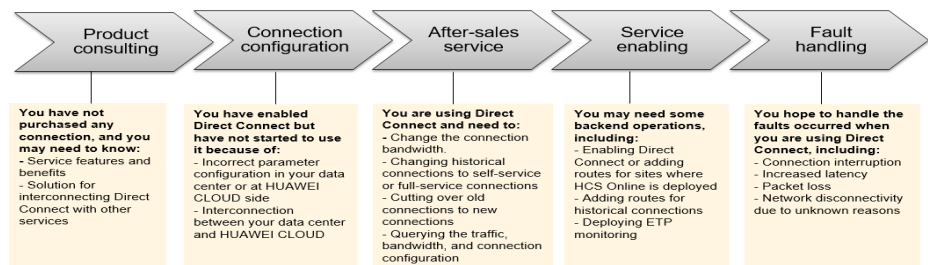 Product
consulting
Connection
configuration
After-sales
service
Service
enabling
Fault
handling
You have not
purchased any
connection, and you
may need to know:
- Service features and
benefits
- Solution for
interconnecting Direct
Connect with other
services
You have enabled
Direct Connect but
have not started to use
it because of:
- Incorrect parameter
configuration in your data
center or at HUAWEI
CLOUD side
- Interconnection
between your data center
and HUAWEI CLOUD
You are using Direct
Connect and need to:
- Change the connection
bandwidth.
- Changing historical
connections to self-service
or full-service connections
- Cutting over old
connections to new
connections
- Querying the traffic,
bandwidth, and connection
configuration
You may need some
backend operations,
including:
- Enabling Direct
Connect or adding
routes for sites where
HCS Online is deployed
- Adding routes for
historical connections
- Deploying ETP
monitoring
You hope to handle the
faults occurred when
you are using Direct
Connect, including:
- Connection interruption
- Increased latency
- Packet loss
- Network disconnectivity
due to unknown reasons